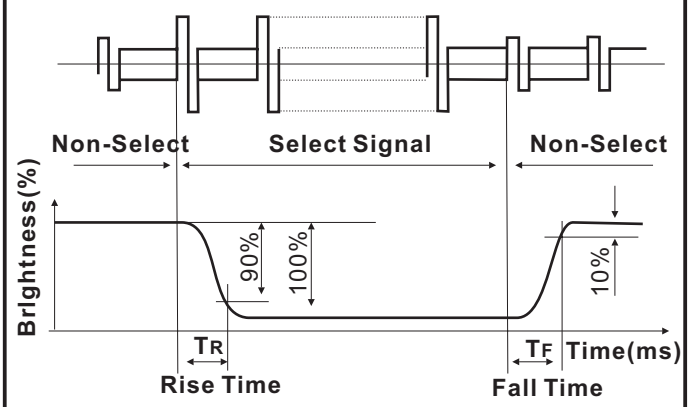 Non-Select Select Signal Non-Select
BrIghtness(%)
90%
100%
10%
TR
TF Time(ms)
Rise Time
Fall Time